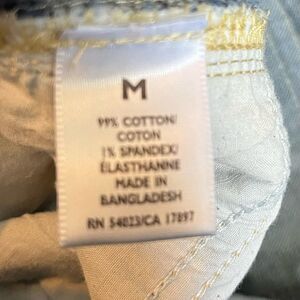 M
99% COTTON/
COTON
1% SPANDEX/
ÉLASTHANNE
MADE IN
BANGLADESH
RN 54023/CA 17897